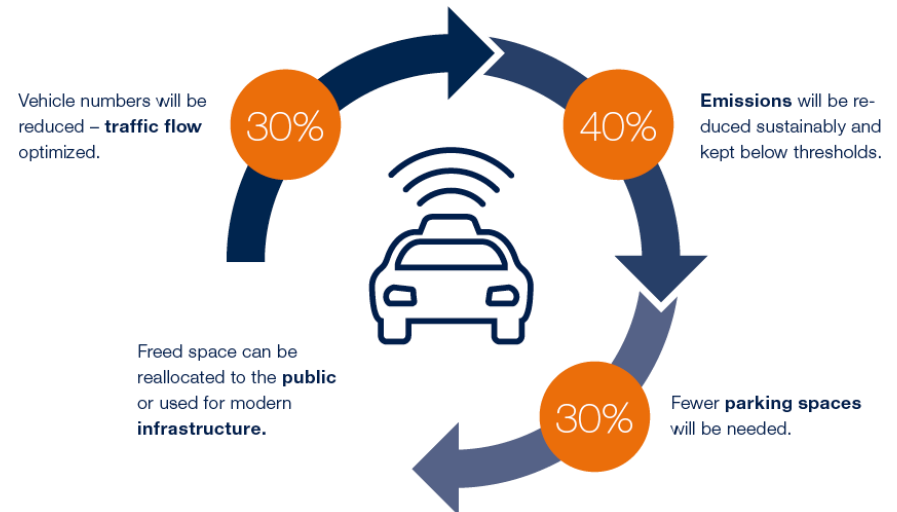 Vehicle numbers will be
reduced – traffic flow
optimized.
30%
40%
Emissions will be re-
duced sustainably and
kept below thresholds.
30%
Fewer parking spaces
will be needed.
Freed space can be
reallocated to the public
or used for modern
infrastructure.